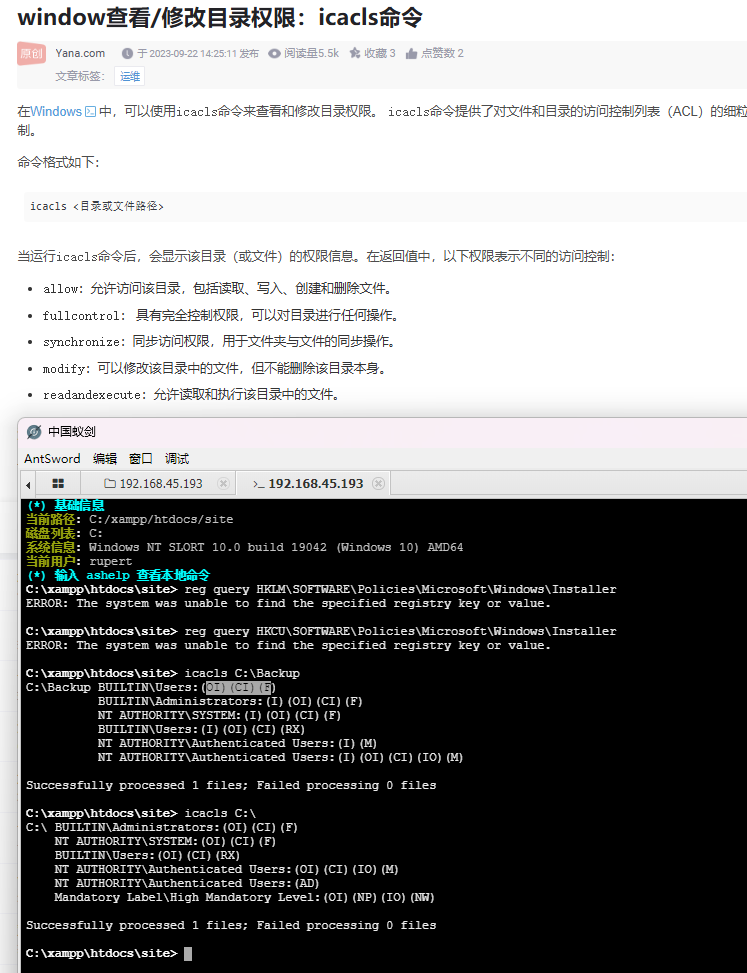 window查看/修改目录权限：icacls命令
原创 Yana.com 于 2023-09-22 14:25:11 发布 阅读量5.5k 收藏 3 点赞数 2
文章标签： 运维
在Windows 中，可以使用icacls命令来查看和修改目录权限。 icacls命令提供了对文件和目录的访问控制列表（ACL）的细粒
制。
命令格式如下：
icacls <目录或文件路径>
当运行icacls命令后，会显示该目录（或文件）的权限信息。在返回值中，以下权限表示不同的访问控制：
• allow：允许访问该目录，包括读取、写入、创建和删除文件。
• fullcontrol： 具有完全控制权限，可以对目录进行任何操作。
• synchronize：同步访问权限，用于文件夹与文件的同步操作。
• modify：可以修改该目录中的文件，但不能删除该目录本身。
• readandexecute：允许读取和执行该目录中的文件。
中国蚁剑
AntSword 编辑 窗口 调试
192.168.45.193 >_ 192.168.45.193
(*) 基础信息
当前路径: C:/xampp/htdocs/site
磁盘列表: C:
系统信息: Windows NT SLORT 10.0 build 19042 (Windows 10) AMD64
当前用户: rupert
(*) 输入 ashelp 查看本地命令
C:\xampp\htdocs\site> reg query HKLM\SOFTWARE\Policies\Microsoft\Windows\Installer
ERROR: The system was unable to find the specified registry key or value.
C:\xampp\htdocs\site> reg query HKCU\SOFTWARE\Policies\Microsoft\Windows\Installer
ERROR: The system was unable to find the specified registry key or value.
C:\xampp\htdocs\site> icacls C:\Backup
C:\Backup BUILTIN\Users:(OI)(CI)(F)
BUILTIN\Administrators:(I)(OI)(CI)(F)
NT AUTHORITY\SYSTEM:(I)(OI)(CI)(F)
BUILTIN\Users:(I)(OI)(CI)(RX)
NT AUTHORITY\Authenticated Users:(I)(M)
NT AUTHORITY\Authenticated Users:(I)(OI)(CI)(IO)(M)
Successfully processed 1 files; Failed processing 0 files
C:\xampp\htdocs\site> icacls C:\
C:\ BUILTIN\Administrators:(OI)(CI)(F)
NT AUTHORITY\SYSTEM:(OI)(CI)(F)
BUILTIN\Users:(OI)(CI)(RX)
NT AUTHORITY\Authenticated Users:(OI)(CI)(IO)(M)
NT AUTHORITY\Authenticated Users:(AD)
Mandatory Label\High Mandatory Level:(OI)(NP)(IO)(NW)
Successfully processed 1 files; Failed processing 0 files
C:\xampp\htdocs\site>